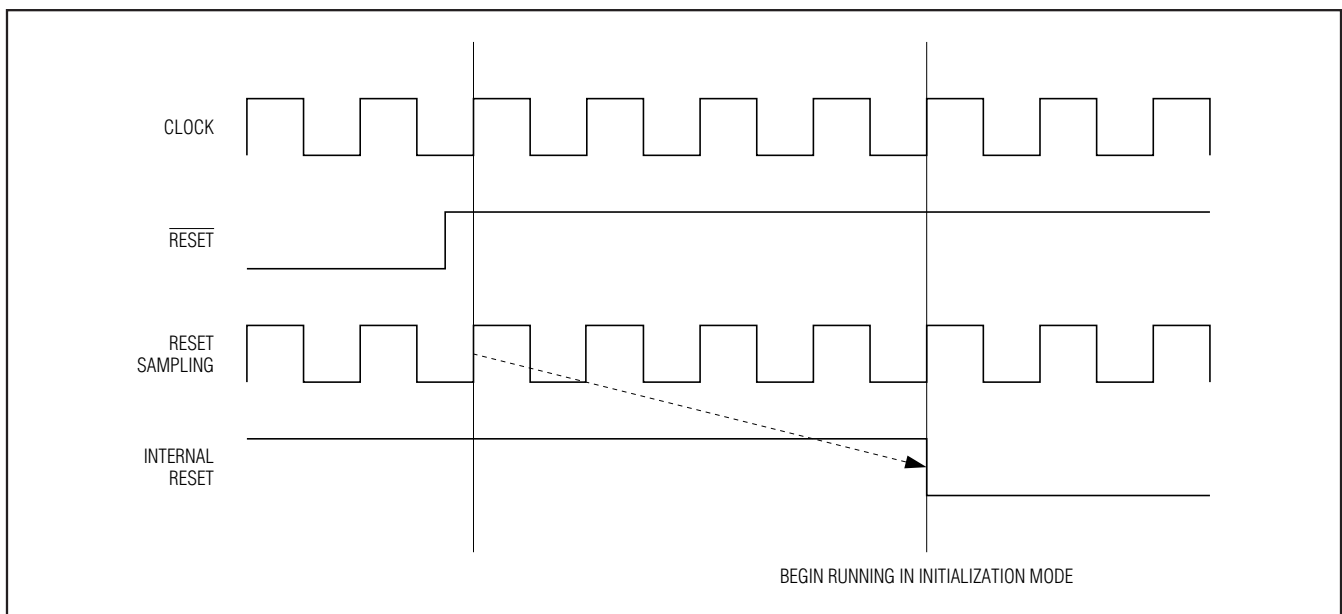 CLOCK
RESET
RESET
SAMPLING
INTERNAL
RESET
BEGIN RUNNING IN INITIALIZATION MODE